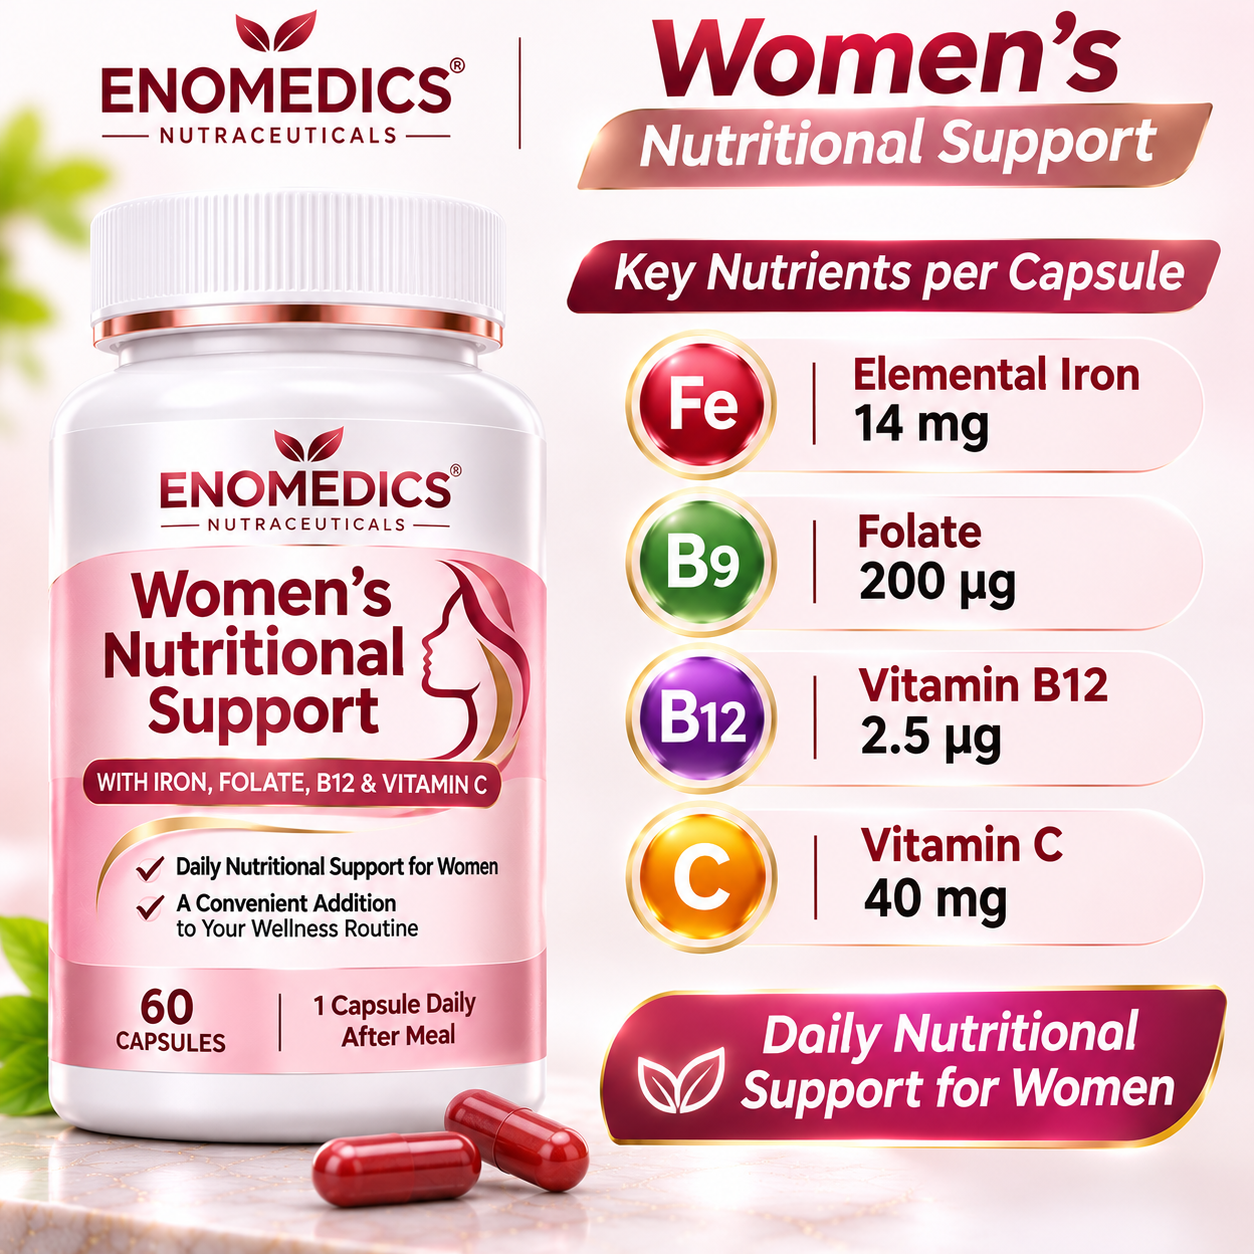 ENOMEDICS®
NUTRACEUTICALS
Women's
Nutritional Support
Key Nutrients per Capsule
Fe
Elemental Iron
14 mg
B9
Folate
200 µg
B12
Vitamin B12
2.5 µg
C
Vitamin C
40 mg
Daily Nutritional
Support for Women
ENOMEDICS®
NUTRACEUTICALS
Women's
Nutritional
Support
WITH IRON, FOLATE, B12 & VITAMIN C
Daily Nutritional Support for Women
A Convenient Addition
to Your Wellness Routine
60
CAPSULES
1 Capsule Daily
After Meal